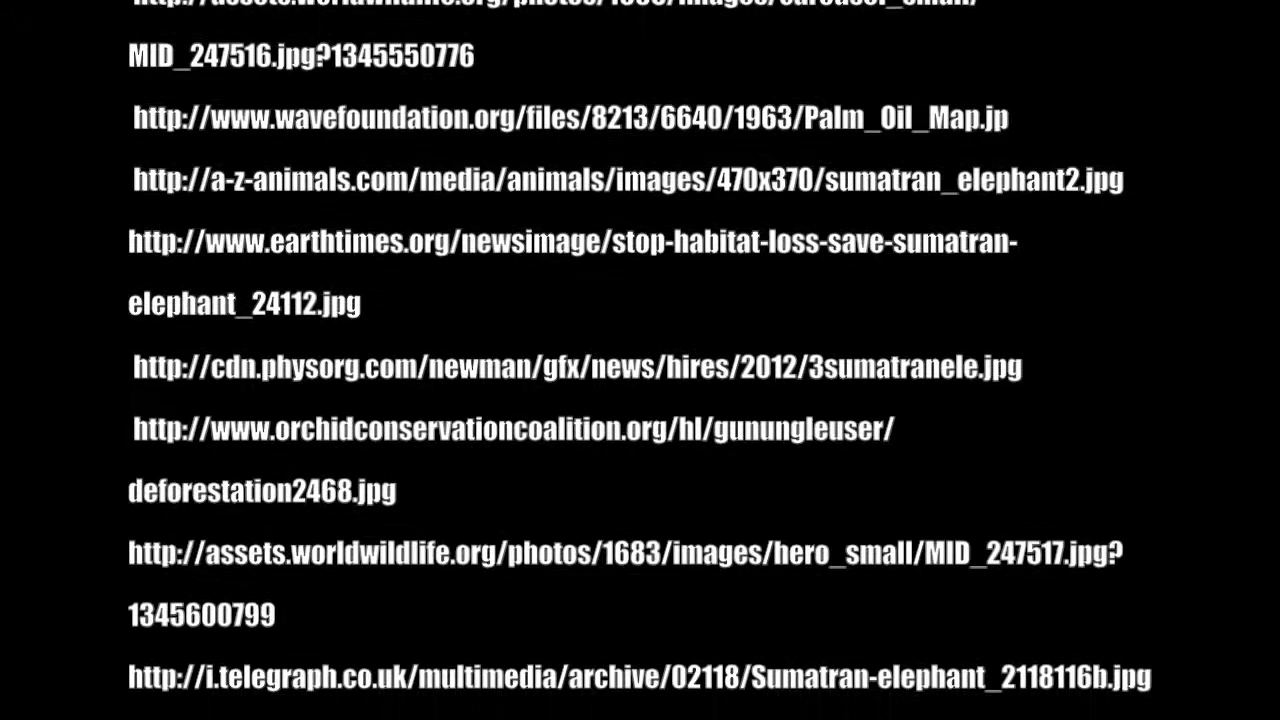 MID_247516.jpg?1345550776
http://www.wavefoundation.org/files/8213/6640/1963/Palm_Oil_Map.jp
http://a-z-animals.com/media/animals/images/470x370/sumatran_elephant2.jpg
http://www.earthtimes.org/newsimage/stop-habitat-loss-save-sumatran-
elephant_24112.jpg
http://cdn.physorg.com/newman/gfx/news/hires/2012/3sumatranele.jpg
http://www.orchidconservationcoalition.org/hl/gunungleuser/
deforestation2468.jpg
http://assets.worldwildlife.org/photos/1683/images/hero_small/MID_247517.jpg?
1345600799
http://i.telegraph.co.uk/multimedia/archive/02118/Sumatran-elephant_2118116b.jpg